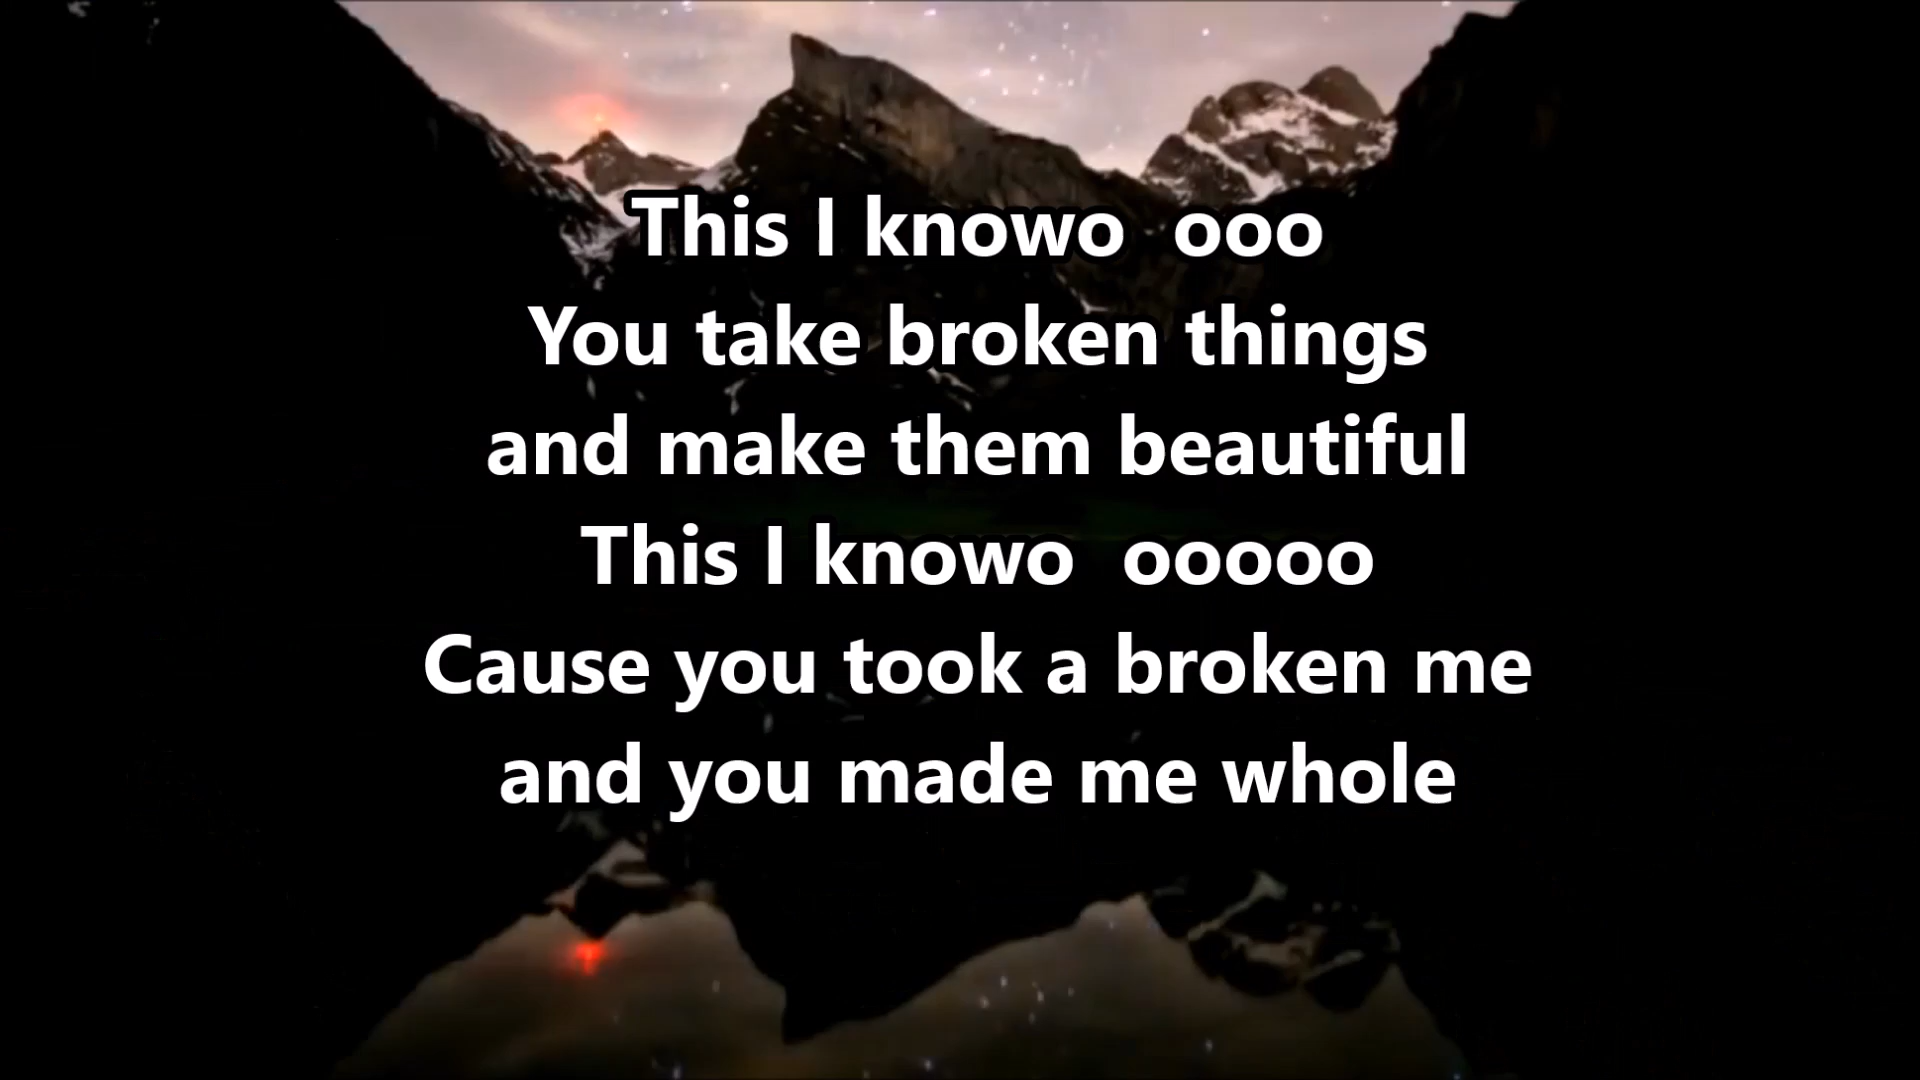 This I knowo  ooo
You take broken things
and make them beautiful
This I knowo  ooooo
Cause you took a broken me
and you made me whole